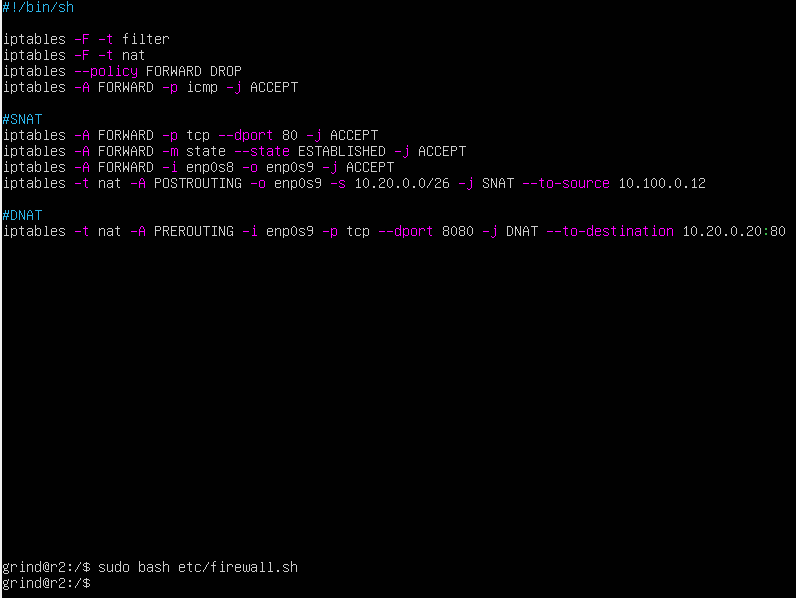 #!/bin/sh
iptables -F -t filter
iptables -F -t nat
iptables --policy FORWARD DROP
iptables -A FORWARD -p icmp -j ACCEPT
#SNAT
iptables -A FORWARD -p tcp --dport 80 -j ACCEPT
iptables -A FORWARD -m state --state ESTABLISHED -j ACCEPT
iptables -A FORWARD -i enp0s8 -o enp0s9 -j ACCEPT
iptables -t nat -A POSTROUTING -o enp0s9 -s 10.20.0.0/26 -j SNAT --to-source 10.100.0.12
#DNAT
iptables -t nat -A PREROUTING -i enp0s9 -p tcp --dport 8080 -j DNAT --to-destination 10.20.0.20:80
grind@r2:/$ sudo bash etc/firewall.sh
grind@r2:/$